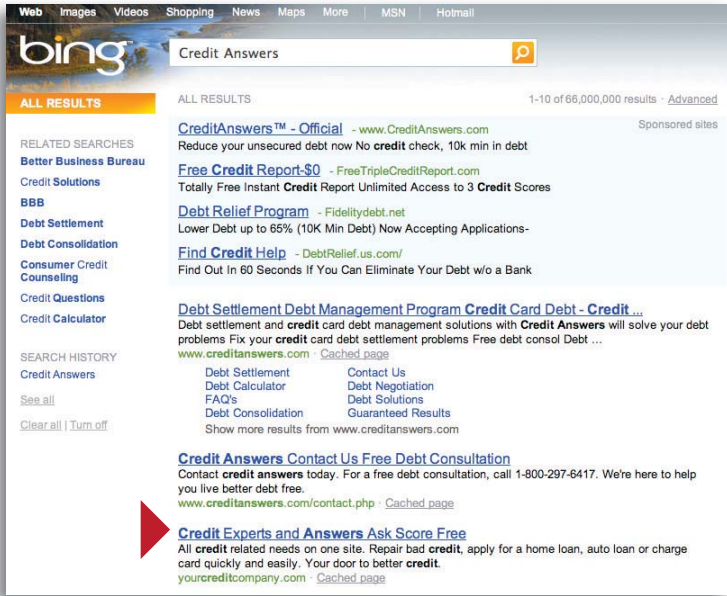 Web Images Videos Shopping News Maps More | MSN | Hotmail
bing
Credit Answers
ALL RESULTS
RELATED SEARCHES
Better Business Bureau
Credit Solutions
BBB
Debt Settlement
Debt Consolidation
Consumer Credit
Counseling
Credit Questions
Credit Calculator
SEARCH HISTORY
Credit Answers
See all
Clear all | Turn off
ALL RESULTS
1-10 of 66,000,000 results · Advanced
Sponsored sites
CreditAnswers™ - Official - www.CreditAnswers.com
Reduce your unsecured debt now No credit check, 10k min in debt
Free Credit Report-$0 - FreeTripleCreditReport.com
Totally Free Instant Credit Report Unlimited Access to 3 Credit Scores
Debt Relief Program - Fidelitydebt.net
Lower Debt up to 65% (10K Min Debt) Now Accepting Applications-
Find Credit Help - DebtRelief.us.com/
Find Out In 60 Seconds If You Can Eliminate Your Debt w/o a Bank
Debt Settlement Debt Management Program Credit Card Debt - Credit ...
Debt settlement and credit card debt management solutions with Credit Answers will solve your debt
problems Fix your credit card debt settlement problems Free debt consol Debt ...
www.creditanswers.com · Cached page
Debt Settlement Contact Us
Debt Calculator Debt Negotiation
FAQ's Debt Solutions
Debt Consolidation Guaranteed Results
Show more results from www.creditanswers.com
Credit Answers Contact Us Free Debt Consultation
Contact credit answers today. For a free debt consultation, call 1-800-297-6417. We're here to help
you live better debt free.
www.creditanswers.com/contact.php · Cached page
Credit Experts and Answers Ask Score Free
All credit related needs on one site. Repair bad credit, apply for a home loan, auto loan or charge
card quickly and easily. Your door to better credit.
yourcreditcompany.com · Cached page